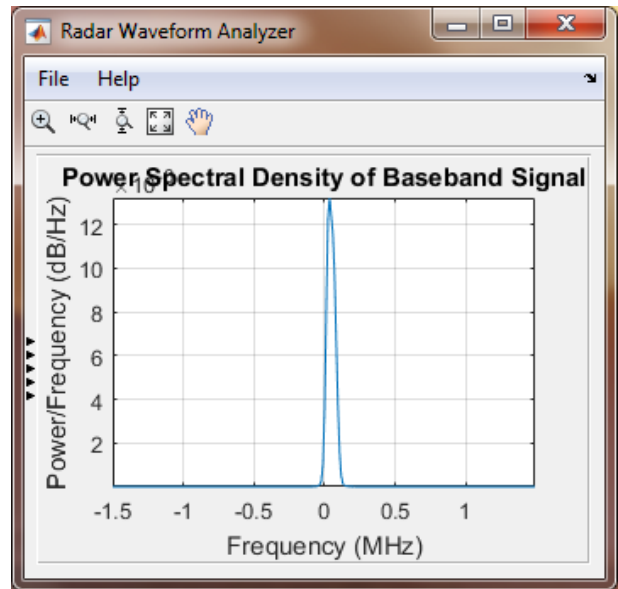 Radar Waveform Analyzer
File Help
Power Spectral Density of Baseband Signal
Power/Frequency (dB/Hz)
12
10
8
6
4
2
-1.5 -1 -0.5 0 0.5 1
Frequency (MHz)